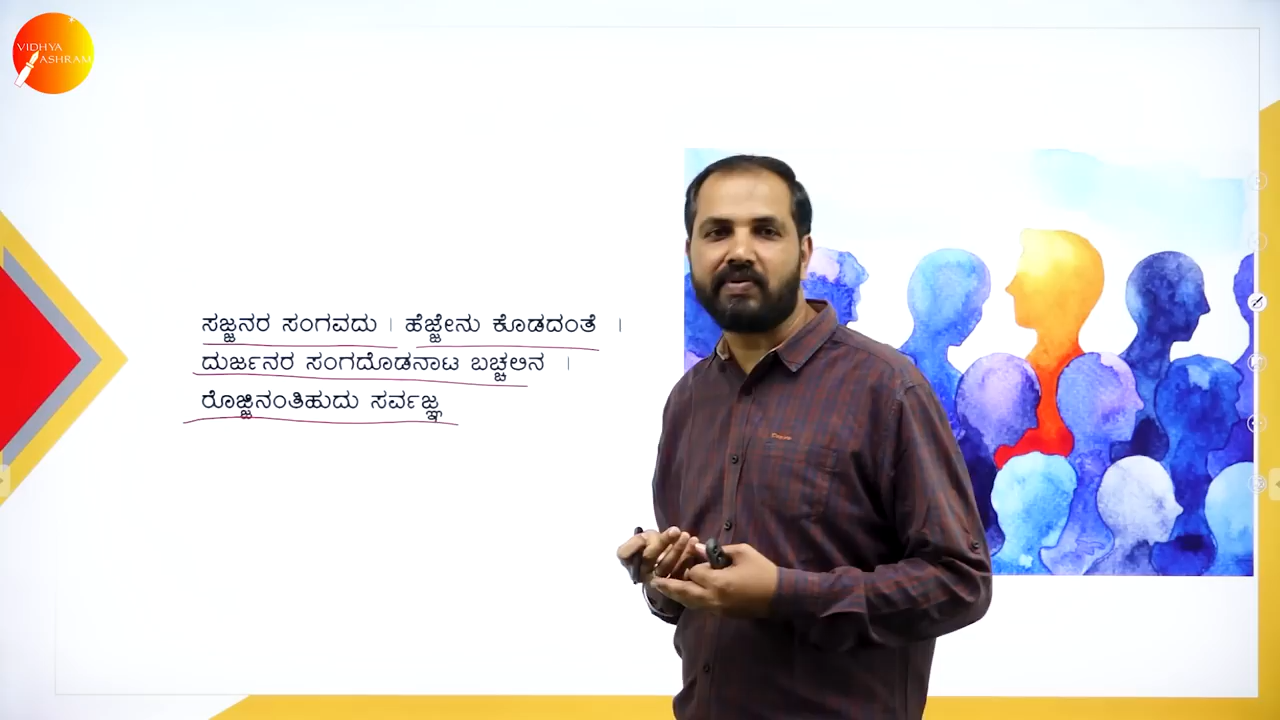 VIDHYA
ASHRAM
ಸಜ್ಜನರ ಸಂಗವದು । ಹೆಜ್ಜೇನು ಕೊಡದಂತೆ ।
ದುರ್ಜನರ ಸಂಗದೊಡನಾಟ ಬಚ್ಚಲಿನ ।
ರೊಜ್ಜಿನಂತಿಹುದು ಸರ್ವಜ್ಞ